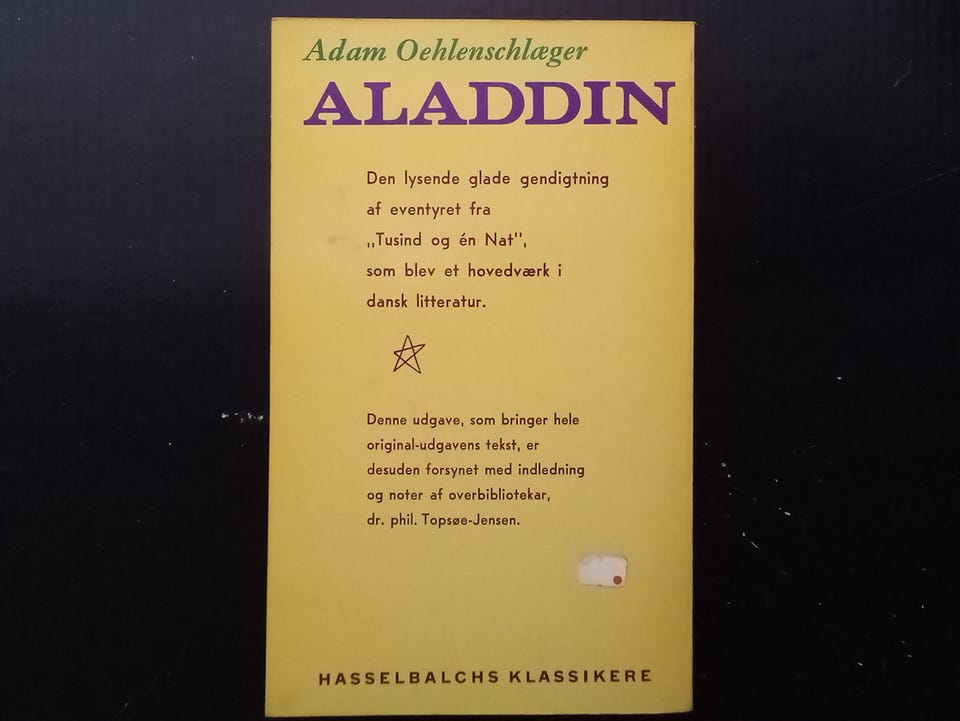 Adam Oehlenschlæger
ALADDIN
Den lysende glade gendigtning
af eventyret fra
„Tusind og én Nat",
som blev et hovedværk i
dansk litteratur.
Denne udgave, som bringer hele
original-udgavens tekst, er
desuden forsynet med indledning
og noter af overbibliotekar,
dr. phil. Topsøe-Jensen.
HASSELBALCHS KLASSIKERE